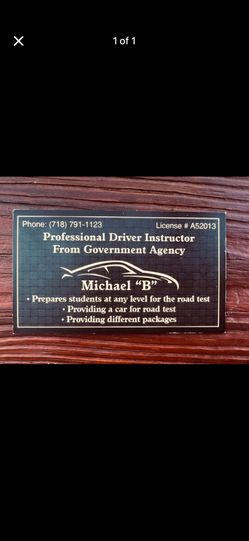 1 of 1
Phone: (718) 791-1123
License # A52013
Professional Driver Instructor
From Government Agency
Michael "B"
• Prepares students at any level for the road test
• Providing a car for road test
• Providing different packages